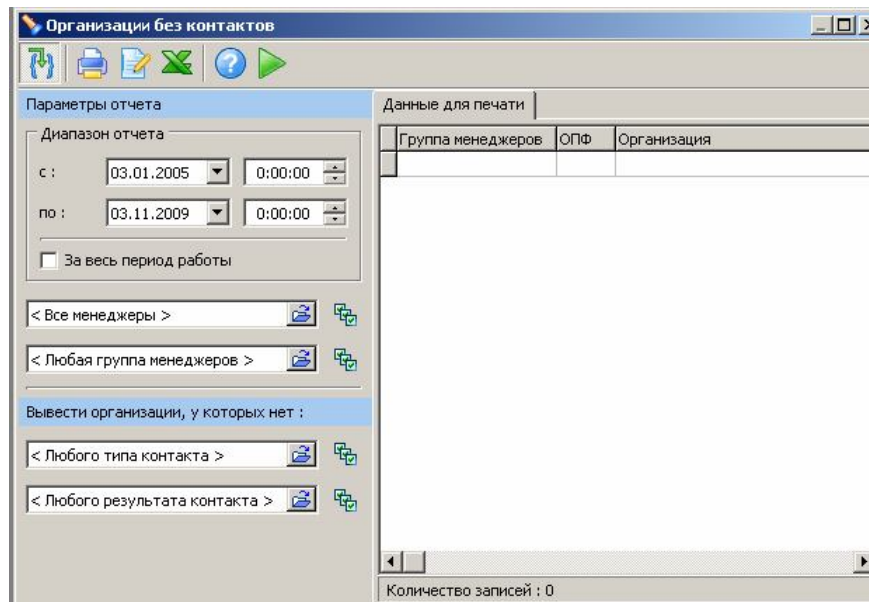 Организации без контактов
Параметры отчета
Диапазон отчета
с :
03.01.2005
0:00:00
по :
03.11.2009
0:00:00
За весь период работы
< Все менеджеры >
< Любая группа менеджеров >
Вывести организации, у которых нет :
< Любого типа контакта >
< Любого результата контакта >
Данные для печати
Группа менеджеров ОПФ Организация
Количество записей : 0